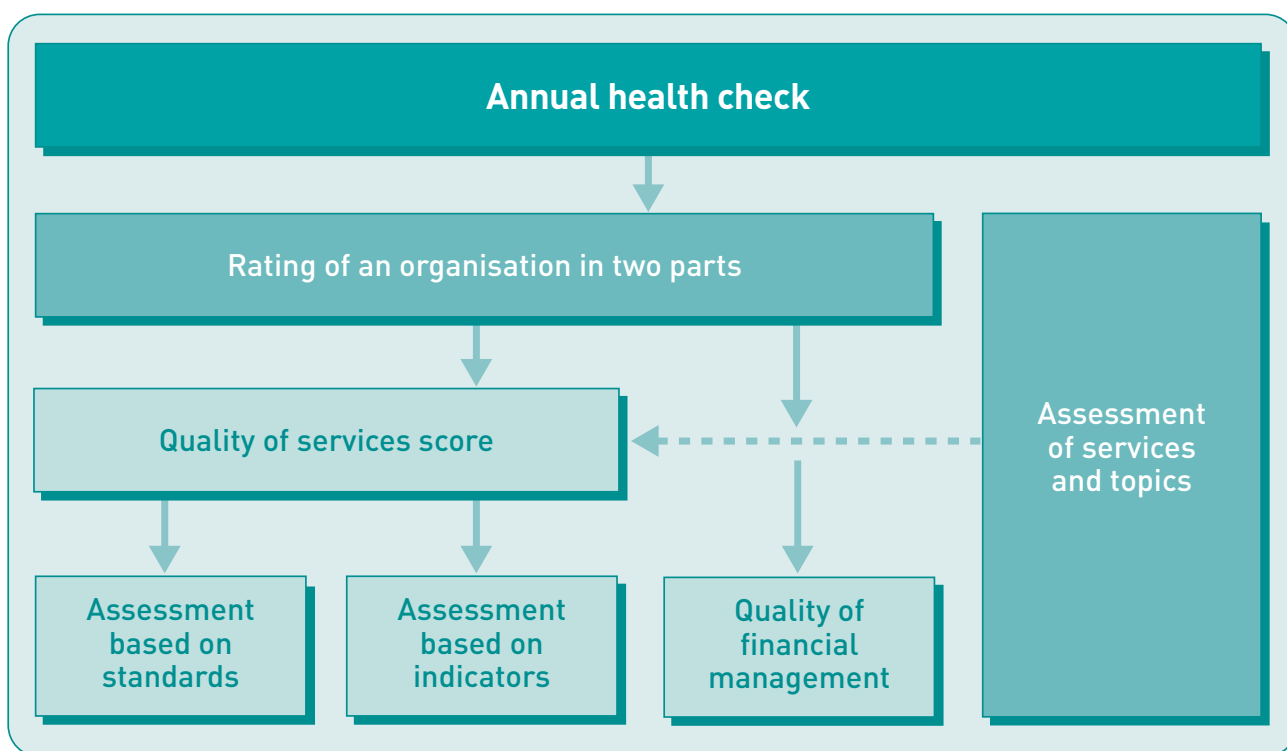 Annual health check
Rating of an organisation in two parts
Quality of services score
Assessment
of services
and topics
Assessment
based on
standards
Assessment
based on
indicators
Quality of
financial
management